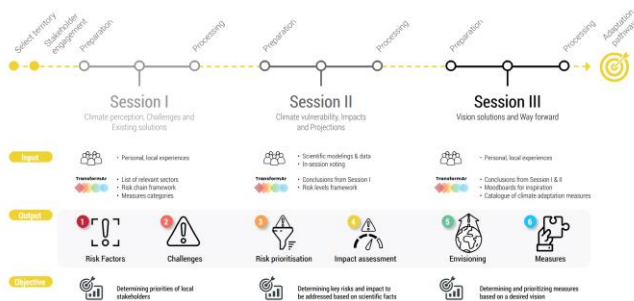 Select territory
Stakeholder
engagement
Preparation
Processing
Preparation
Processing
Preparation
Processing
Adaptation
pathway
Session I
Climate perception, Challenges and
Existing solutions
Session II
Climate vulnerability, Impacts
and Projections
Session III
Vision solutions and Way forward
Input
• Personal, local experiences
TransformAr
• List of relevant sectors
• Risk chain framework
• Measures categories
• Scientific modelings & data
• In-session voting
TransformAr
• Conclusions from Session I
• Risk levels framework
• Personal, local experiences
TransformAr
• Conclusions from Session I & II
• Moodboards for inspiration
• Catalogue of climate adaptation measures
Output
1
Risk Factors
2
Challenges
3
Risk prioritisation
4
Impact assessment
5
Envisioning
6
Measures
Objective
Determining priorities of local
stakeholders
Determining key risks and impact to
be addressed based on scientific facts
Determining and prioritizing measures
based on a desired vision